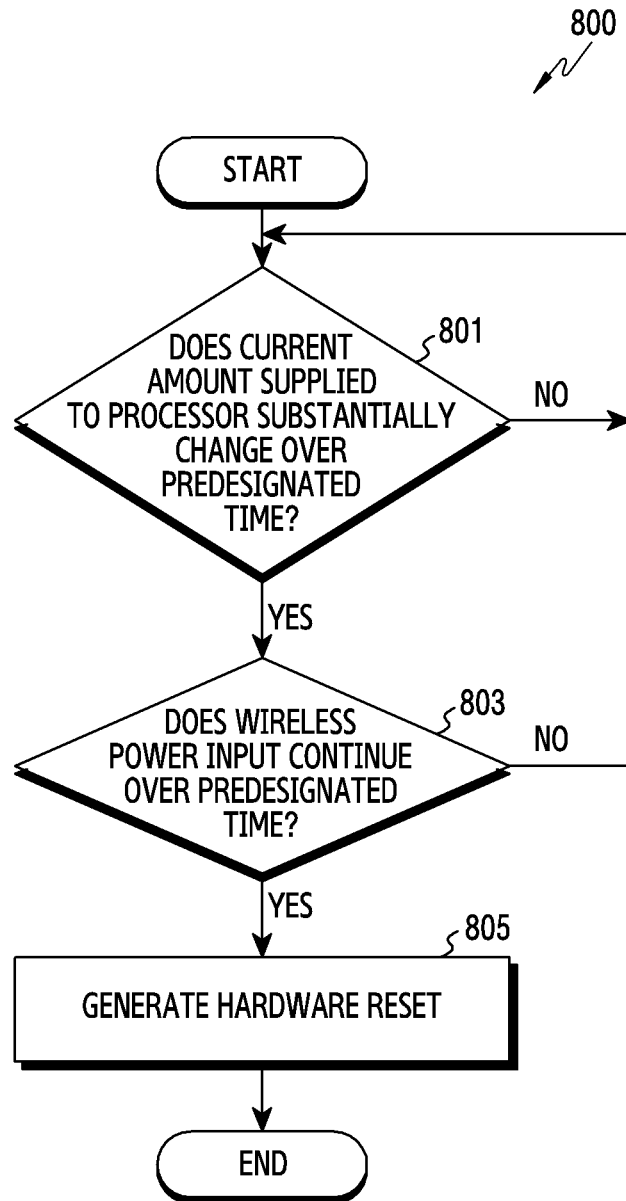 800
START
801
DOES CURRENT
AMOUNT SUPPLIED
TO PROCESSOR SUBSTANTIALLY
CHANGE OVER
PREDESIGNATED
TIME?
NO
YES
803
DOES WIRELESS
POWER INPUT CONTINUE
OVER PREDESIGNATED
TIME?
NO
YES
805
GENERATE HARDWARE RESET
END